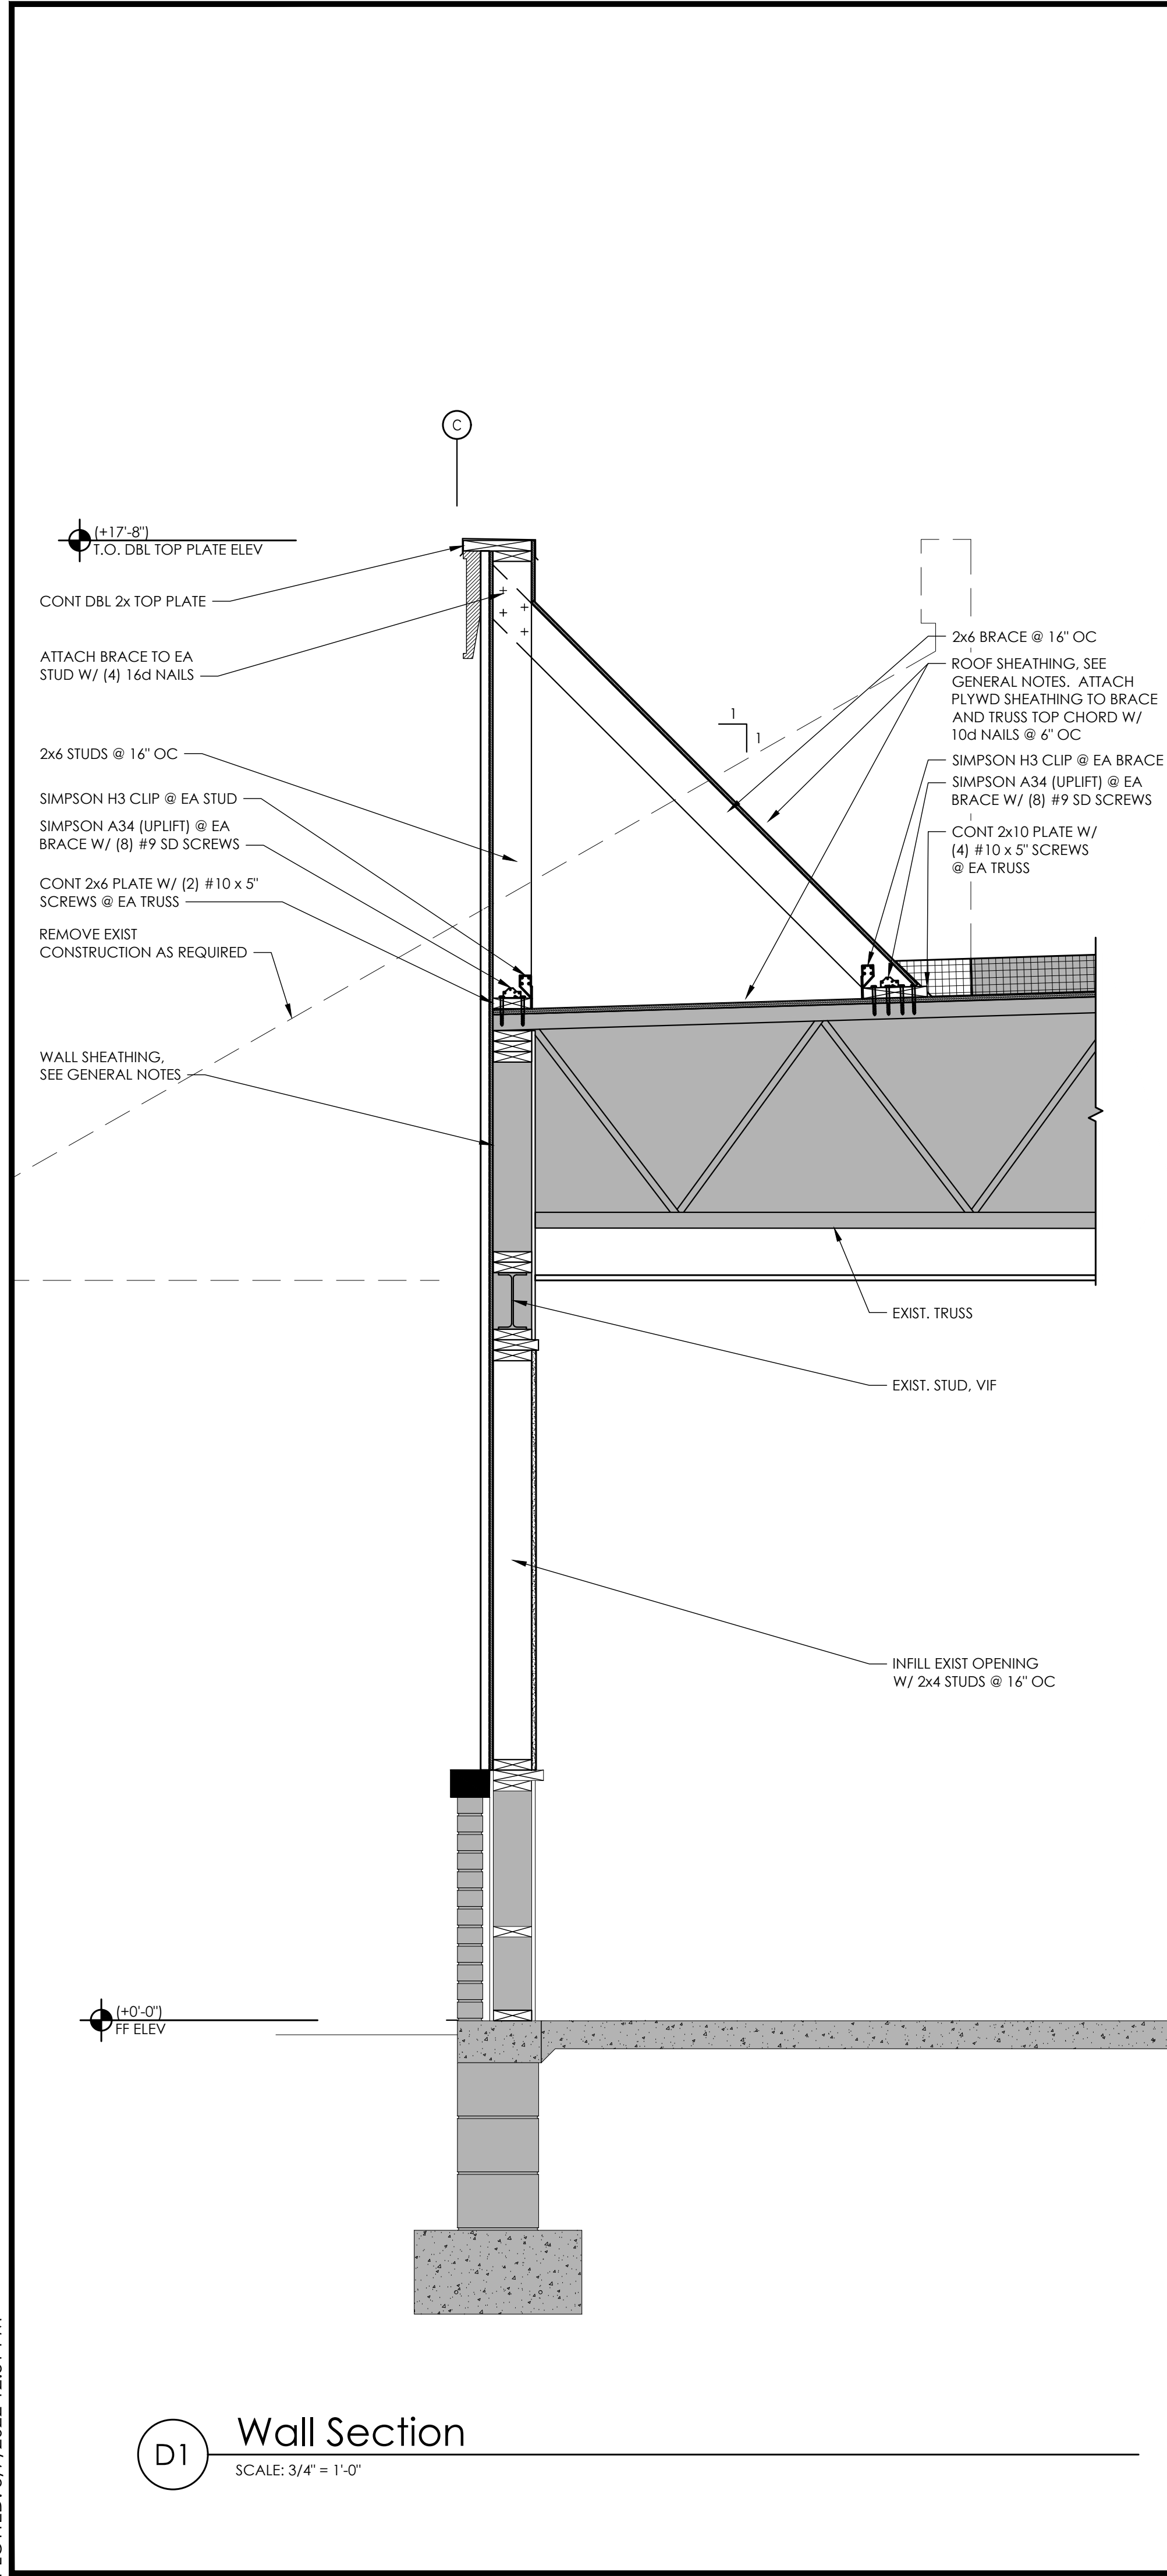 C
(+17'-8")
T.O. DBL TOP PLATE ELEV
CONT DBL 2x TOP PLATE
ATTACH BRACE TO EA
STUD W/ (4) 16d NAILS
2x6 STUDS @ 16" OC
SIMPSON H3 CLIP @ EA STUD
SIMPSON A34 (UPLIFT) @ EA
BRACE W/ (8) #9 SD SCREWS
CONT 2x6 PLATE W/ (2) #10 x 5"
SCREWS @ EA TRUSS
REMOVE EXIST
CONSTRUCTION AS REQUIRED
WALL SHEATHING,
SEE GENERAL NOTES
1
1
2x6 BRACE @ 16" OC
ROOF SHEATHING, SEE
GENERAL NOTES. ATTACH
PLYWD SHEATHING TO BRACE
AND TRUSS TOP CHORD W/
10d NAILS @ 6" OC
SIMPSON H3 CLIP @ EA BRACE
SIMPSON A34 (UPLIFT) @ EA
BRACE W/ (8) #9 SD SCREWS
CONT 2x10 PLATE W/
(4) #10 x 5" SCREWS
@ EA TRUSS
EXIST. TRUSS
EXIST. STUD, VIF
INFILL EXIST OPENING
W/ 2x4 STUDS @ 16" OC
(+0'-0")
FF ELEV
D1
Wall Section
SCALE: 3/4" = 1'-0"